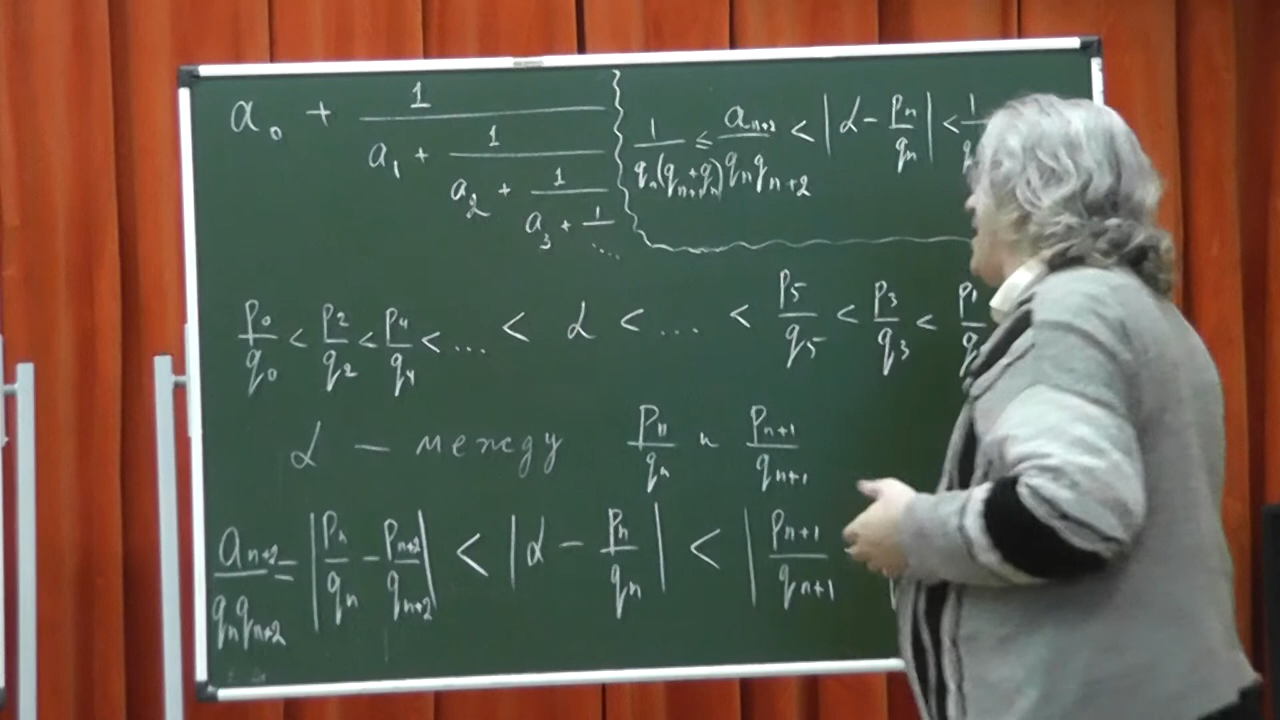 a₀ + 1/(a₁ + 1/(a₂ + 1/(a₃ + 1/...)))
1/(qₙ(qₙ₊₁+qₙ)) ≤ aₙ₊₂/(qₙqₙ₊₂) < |α − pₙ/qₙ| < 1/q
p₀/q₀ < p₂/q₂ < p₄/q₄ < ... < α < ... < p₅/q₅ < p₃/q₃ < p₁/q
α — между pₙ/qₙ и pₙ₊₁/qₙ₊₁
aₙ₊₂/(qₙqₙ₊₂) = |pₙ/qₙ − pₙ₊₂/qₙ₊₂| < |α − pₙ/qₙ| < |pₙ₊₁/qₙ₊₁